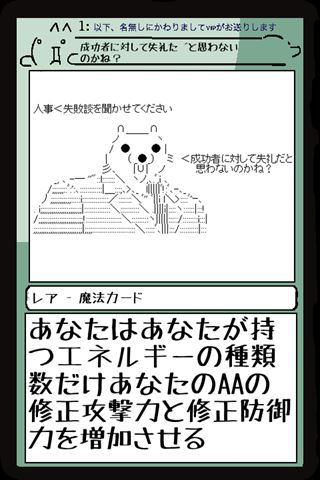 1: 以下、名無しにかわりましてVIPがお送りします
成功者に対して失礼だ゛と思わない
のかね？
人事＜失敗談を聞かせてください
＜成功者に対して失礼だと
思わないのかね？
レア - 魔法カード
あなたはあなたが持
つエネルギーの種類
数だけあなたのAAの
修正攻撃力と修正防御
力を増加させる